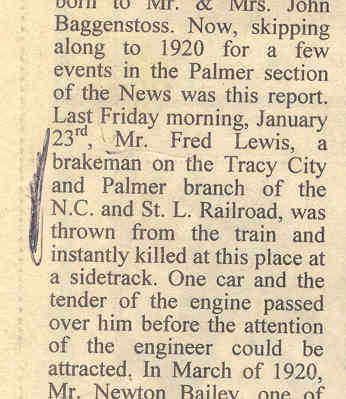 born to Mr. & Mrs. John
Baggenstoss. Now, skipping
along to 1920 for a few
events in the Palmer section
of the News was this report.
Last Friday morning, January
23rd, Mr. Fred Lewis, a
brakeman on the Tracy City
and Palmer branch of the
N.C. and St. L. Railroad, was
thrown from the train and
instantly killed at this place at
a sidetrack. One car and the
tender of the engine passed
over him before the attention
of the engineer could be
attracted. In March of 1920,
Mr. Newton Bailey, one of